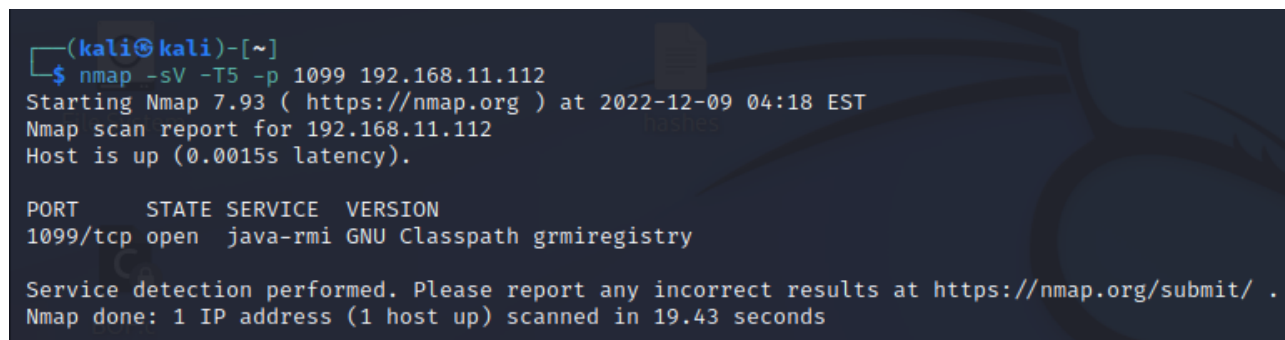 (kali㉿kali)-[~]
$ nmap -sV -T5 -p 1099 192.168.11.112
Starting Nmap 7.93 ( https://nmap.org ) at 2022-12-09 04:18 EST
Nmap scan report for 192.168.11.112
Host is up (0.0015s latency).
PORT     STATE SERVICE  VERSION
1099/tcp open  java-rmi GNU Classpath grmiregistry
Service detection performed. Please report any incorrect results at https://nmap.org/submit/ .
Nmap done: 1 IP address (1 host up) scanned in 19.43 seconds
hashes